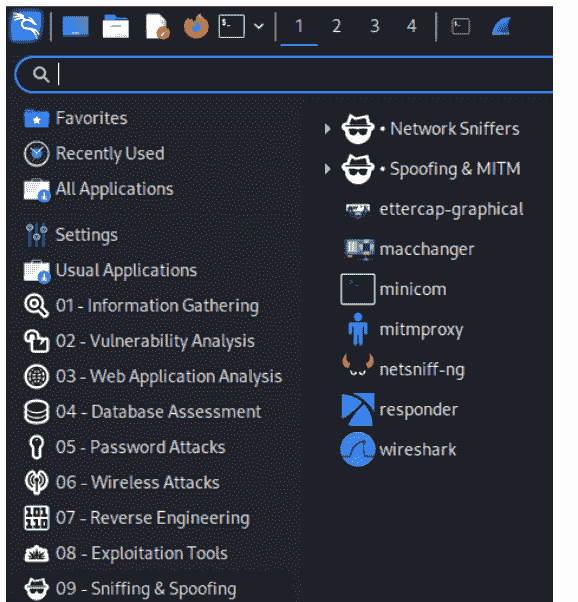 1 2 3 4
Favorites
Recently Used
All Applications
Settings
Usual Applications
01 - Information Gathering
02 - Vulnerability Analysis
03 - Web Application Analysis
04 - Database Assessment
05 - Password Attacks
06 - Wireless Attacks
07 - Reverse Engineering
08 - Exploitation Tools
09 - Sniffing & Spoofing
• Network Sniffers
• Spoofing & MITM
ettercap-graphical
macchanger
minicom
mitmproxy
netsniff-ng
responder
wireshark